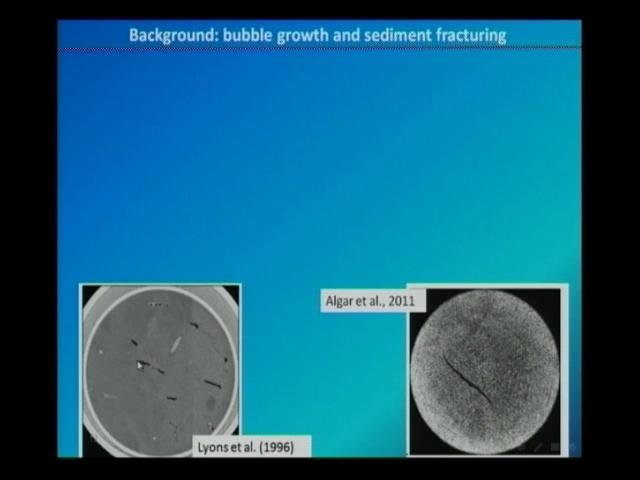 Background: bubble growth and sediment fracturing
Algar et al., 2011
Lyons et al. (1996)